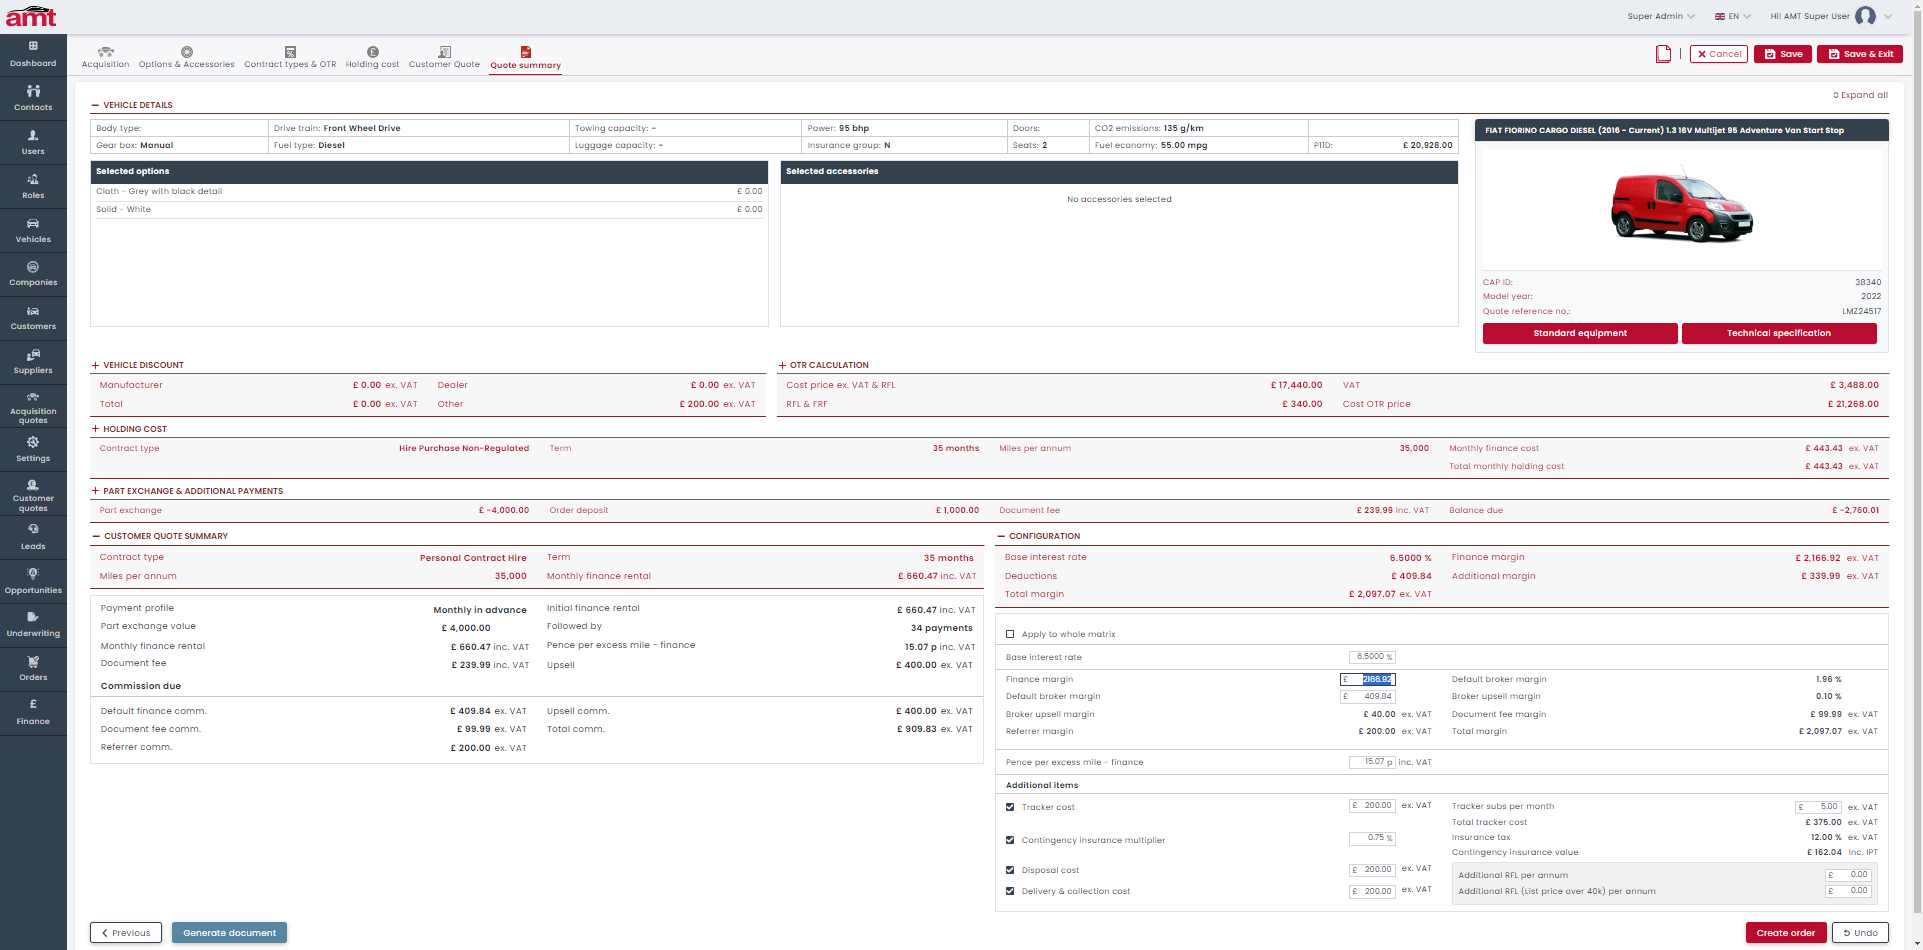 amt
Super Admin
EN
Hi! AMT Super User
Dashboard
Contacts
Users
Roles
Vehicles
Companies
Customers
Suppliers
Acquisition quotes
Settings
Customer quotes
Leads
Opportunities
Underwriting
Orders
Finance
Acquisition
Options & Accessories
Contract types & OTR
Holding cost
Customer Quote
Quote summary
Cancel
Save
Save & Exit
Expand all
VEHICLE DETAILS
Body type: Drive train: Front Wheel Drive Towing capacity: - Power: 95 bhp Doors: CO2 emissions: 135 g/km
Gear box: Manual Fuel type: Diesel Luggage capacity: - Insurance group: N Seats: 2 Fuel economy: 55.00 mpg P11D: £ 20,928.00
Selected options
Cloth - Grey with black detail £ 0.00
Solid - White £ 0.00
Selected accessories
No accessories selected
FIAT FIORINO CARGO DIESEL (2016 - Current) 1.3 16V Multijet 95 Adventure Van Start Stop
CAP ID: 38340
Model year: 2022
Quote reference no.: LMZ24517
Standard equipment
Technical specification
VEHICLE DISCOUNT
Manufacturer £ 0.00 ex. VAT Dealer £ 0.00 ex. VAT
Total £ 0.00 ex. VAT Other £ 200.00 ex. VAT
OTR CALCULATION
Cost price ex. VAT & RFL £ 17,440.00 VAT £ 3,488.00
RFL & FRF £ 340.00 Cost OTR price £ 21,268.00
HOLDING COST
Contract type Hire Purchase Non-Regulated Term 35 months Miles per annum 35,000 Monthly finance cost £ 443.43 ex. VAT
Total monthly holding cost £ 443.43 ex. VAT
PART EXCHANGE & ADDITIONAL PAYMENTS
Part exchange £ -4,000.00 Order deposit £ 1,000.00 Document fee £ 239.99 inc. VAT Balance due £ -2,760.01
CUSTOMER QUOTE SUMMARY
Contract type Personal Contract Hire Term 35 months
Miles per annum 35,000 Monthly finance rental £ 660.47 inc. VAT
Payment profile Monthly in advance Initial finance rental £ 660.47 inc. VAT
Part exchange value £ 4,000.00 Followed by 34 payments
Monthly finance rental £ 660.47 inc. VAT Pence per excess mile - finance 15.07 p inc. VAT
Document fee £ 239.99 inc. VAT Upsell £ 400.00 ex. VAT
Commission due
Default finance comm. £ 409.84 ex. VAT Upsell comm. £ 400.00 ex. VAT
Document fee comm. £ 99.99 ex. VAT Total comm. £ 909.83 ex. VAT
Referrer comm. £ 200.00 ex. VAT
CONFIGURATION
Base interest rate 6.5000 % Finance margin £ 2,166.92 ex. VAT
Deductions £ 409.84 Additional margin £ 339.99 ex. VAT
Total margin £ 2,097.07 ex. VAT
Apply to whole matrix
Base interest rate 6.5000 %
Finance margin £ 2166.92 Default broker margin 1.96 %
Default broker margin £ 409.84 Broker upsell margin 0.10 %
Broker upsell margin £ 40.00 ex. VAT Document fee margin £ 99.99 ex. VAT
Referrer margin £ 200.00 ex. VAT Total margin £ 2,097.07 ex. VAT
Pence per excess mile - finance 15.07 p inc. VAT
Additional items
Tracker cost £ 200.00 ex. VAT Tracker subs per month £ 5.00 ex. VAT
Total tracker cost £ 375.00 ex. VAT
Contingency insurance multiplier 0.75 % Insurance tax 12.00 % ex. VAT
Contingency insurance value £ 162.04 inc. IPT
Disposal cost £ 200.00 ex. VAT Additional RFL per annum £ 0.00
Delivery & collection cost £ 200.00 ex. VAT Additional RFL (List price over 40k) per annum £ 0.00
Previous
Generate document
Create order
Undo